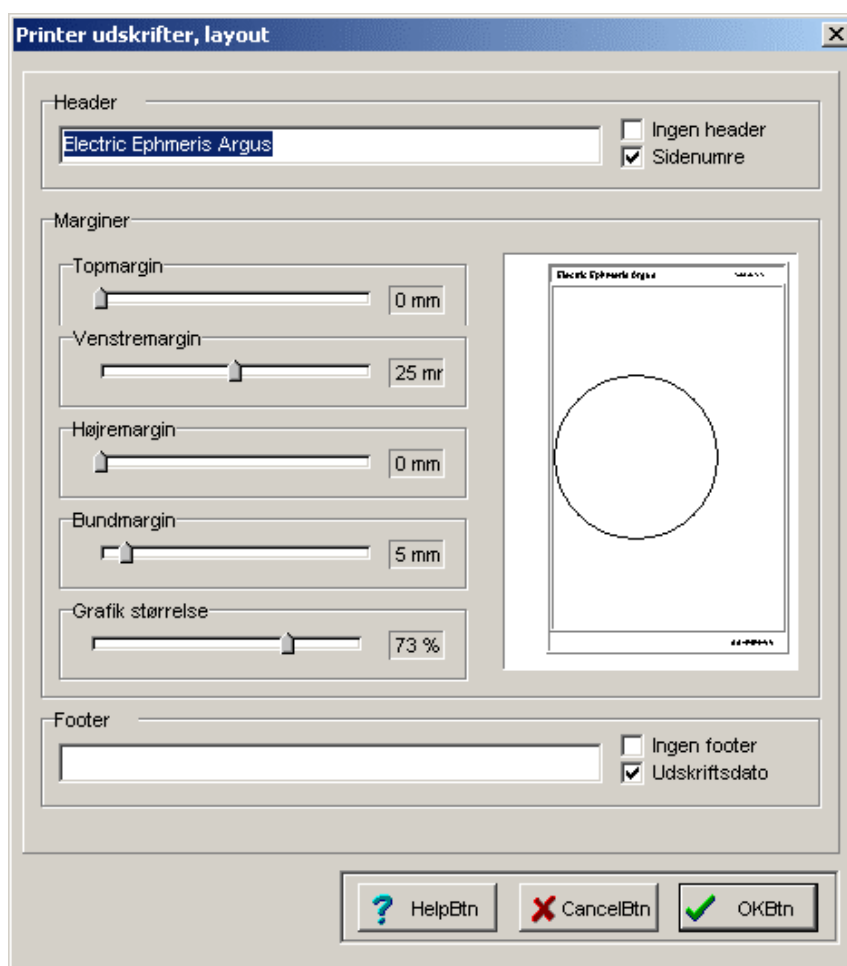 Printer udskrifter, layout
Header
Electric Ephmeris Argus
Ingen header
Sidenumre
Marginer
Topmargin
0 mm
Venstremargin
25 mr
Højremargin
0 mm
Bundmargin
5 mm
Grafik størrelse
73 %
Electric Ephmeris Argus
Footer
Ingen footer
Udskriftsdato
HelpBtn
CancelBtn
OKBtn